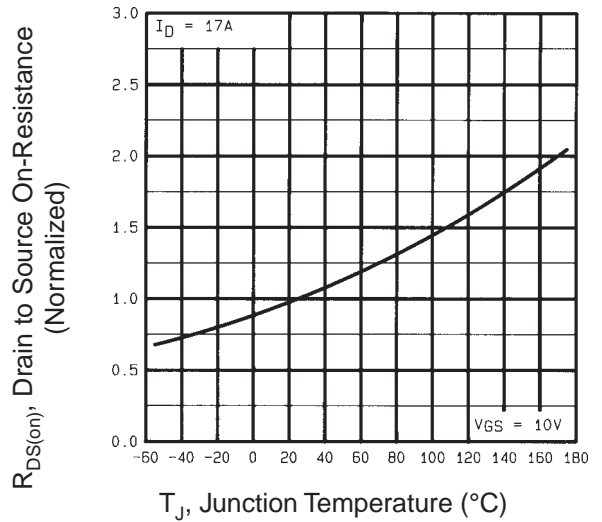 R_DS(on), Drain to Source On-Resistance
(Normalized)
3.0
2.5
2.0
1.5
1.0
0.5
0.0
I_D = 17A
VGS = 10V
-60 -40 -20 0 20 40 60 80 100 120 140 160 180
T_J, Junction Temperature (°C)